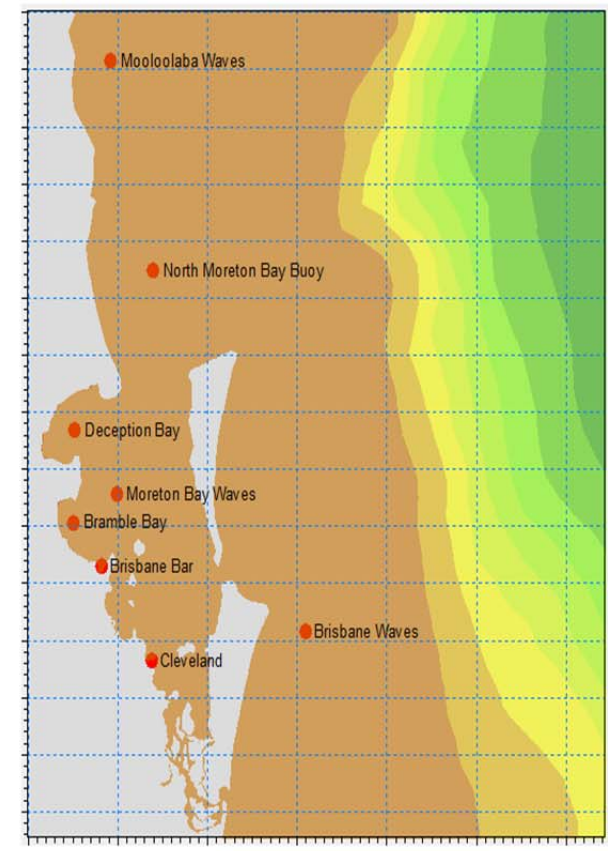 Mooloolaba Waves
North Moreton Bay Buoy
Deception Bay
Moreton Bay Waves
Bramble Bay
Brisbane Bar
Brisbane Waves
Cleveland